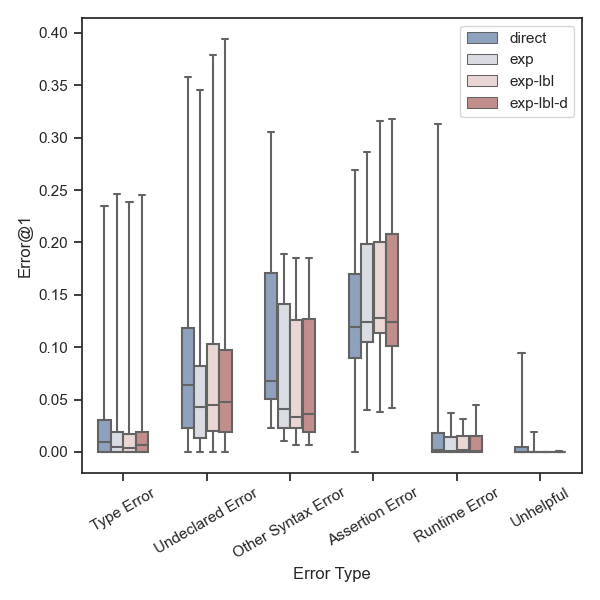 0.40
0.35
0.30
0.25
0.20
0.15
0.10
0.05
0.00
Error@1
direct
exp
exp-lbl
exp-lbl-d
Type Error
Undeclared Error
Other Syntax Error
Assertion Error
Runtime Error
Unhelpful
Error Type